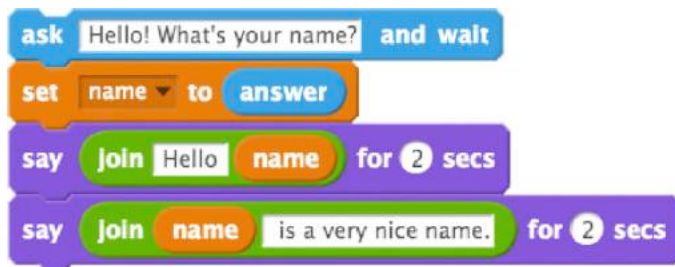 ask Hello! What's your name? and wait
set name to answer
say join Hello name for 2 secs
say join name is a very nice name. for 2 secs